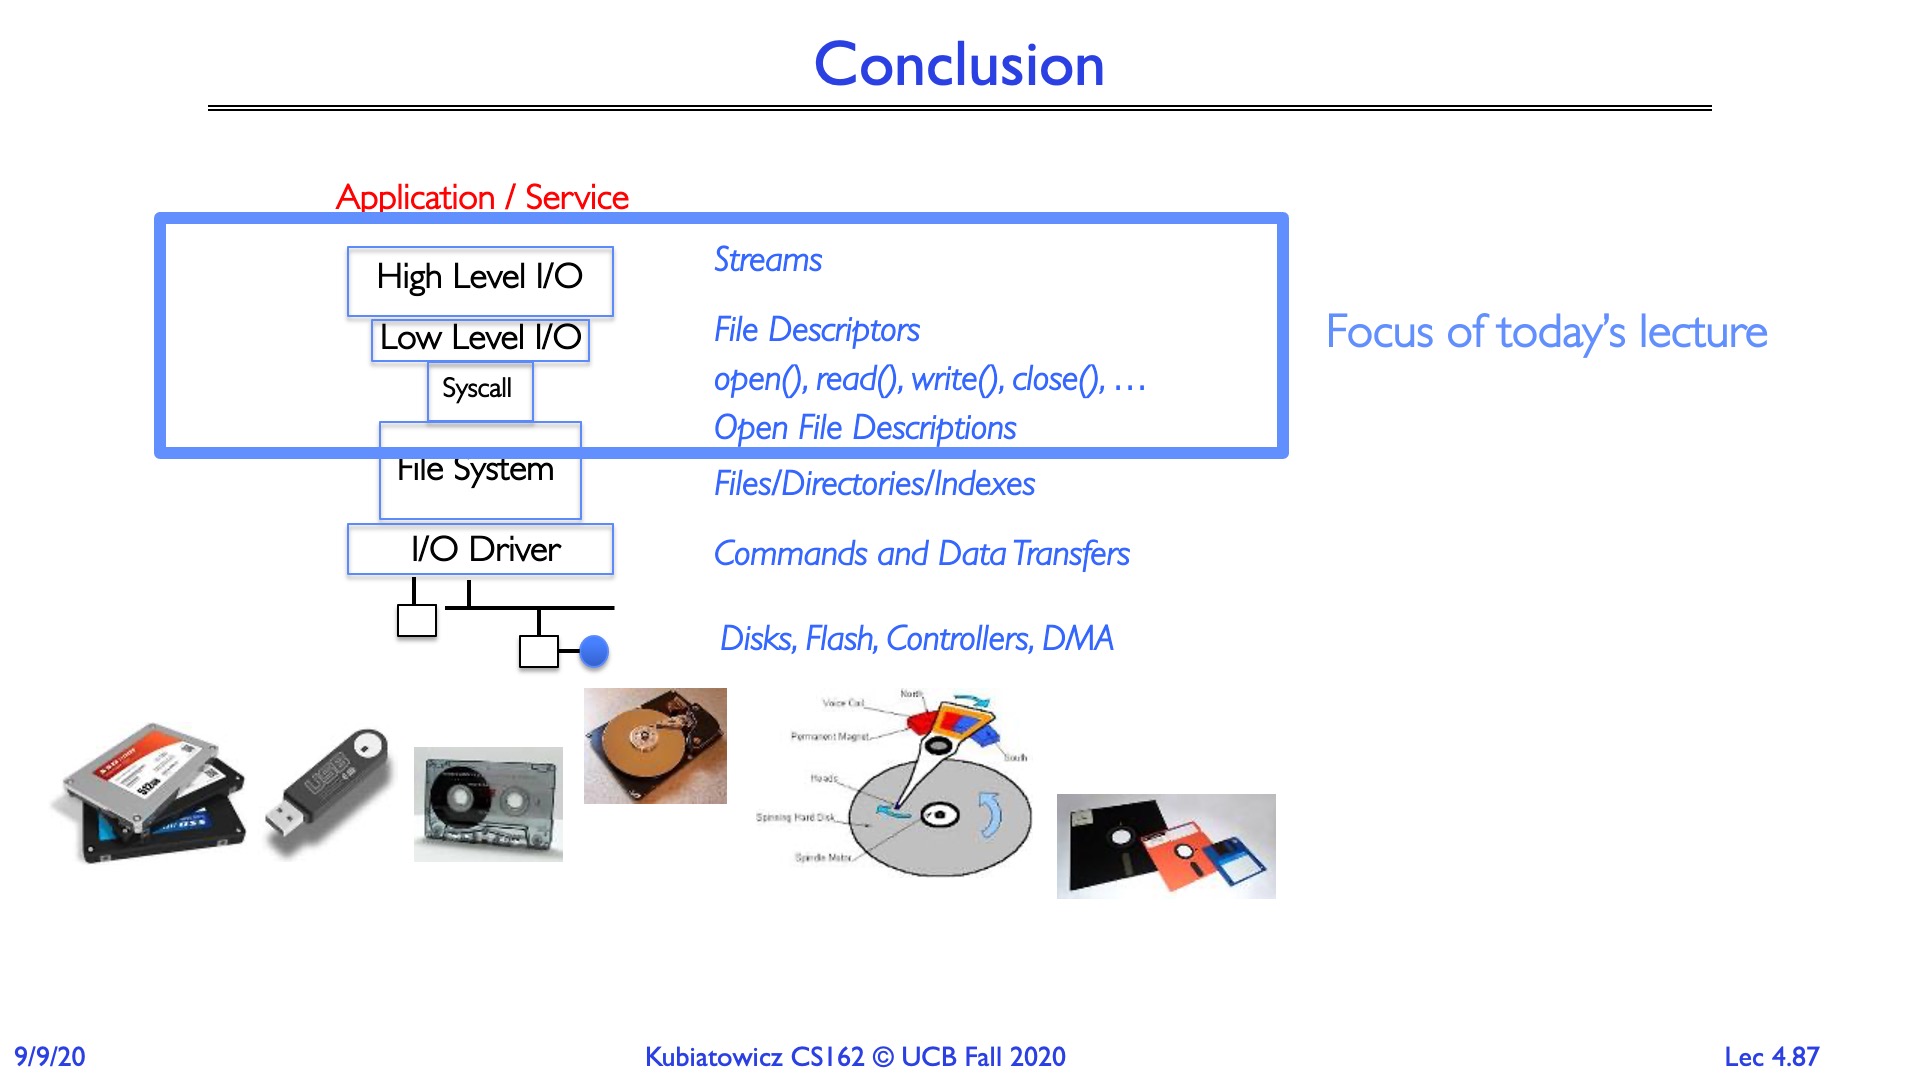 Conclusion
Application / Service
High Level I/O
Streams
Low Level I/O
File Descriptors
Syscall
open(), read(), write(), close(), …
Open File Descriptions
File System
Files/Directories/Indexes
I/O Driver
Commands and Data Transfers
Disks, Flash, Controllers, DMA
Focus of today’s lecture
North
Voice Coil
Permanent Magnet
South
Heads
Spinning Hard Disk
Spindle Motor
512GB
SSD
USB
9/9/20
Kubiatowicz CS162 © UCB Fall 2020
Lec 4.87